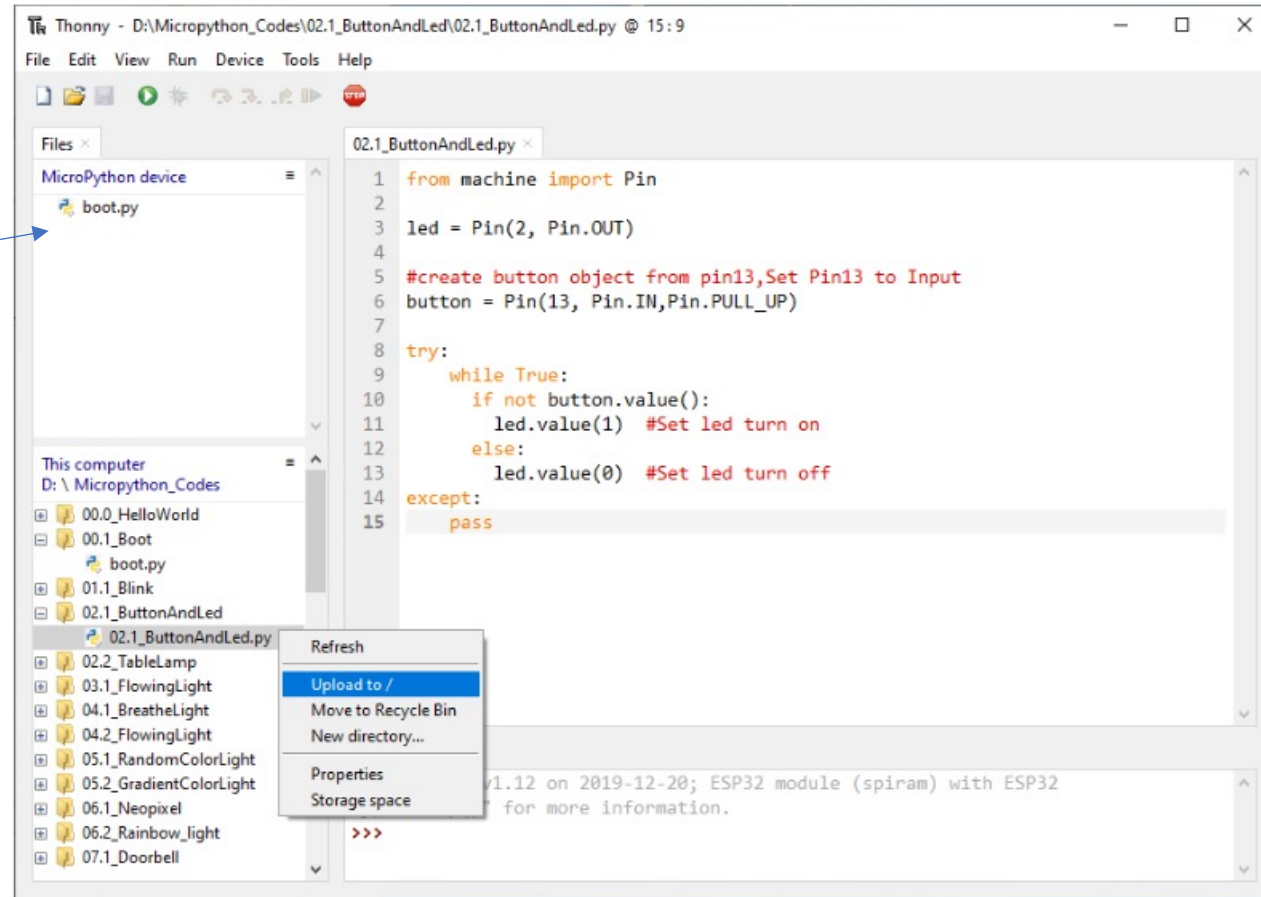 Thonny - D:\Micropython_Codes\02.1_ButtonAndLed\02.1_ButtonAndLed.py @ 15:9
File Edit View Run Device Tools Help
STOP
Files
MicroPython device
boot.py
This computer
D: \ Micropython_Codes
00.0_HelloWorld
00.1_Boot
boot.py
01.1_Blink
02.1_ButtonAndLed
02.1_ButtonAndLed.py
02.2_TableLamp
03.1_FlowingLight
04.1_BreatheLight
04.2_FlowingLight
05.1_RandomColorLight
05.2_GradientColorLight
06.1_Neopixel
06.2_Rainbow_light
07.1_Doorbell
Refresh
Upload to /
Move to Recycle Bin
New directory...
Properties
Storage space
02.1_ButtonAndLed.py
1 from machine import Pin
2
3 led = Pin(2, Pin.OUT)
4
5 #create button object from pin13,Set Pin13 to Input
6 button = Pin(13, Pin.IN,Pin.PULL_UP)
7
8 try:
9     while True:
10       if not button.value():
11         led.value(1)  #Set led turn on
12       else:
13         led.value(0)  #Set led turn off
14 except:
15     pass
v1.12 on 2019-12-20; ESP32 module (spiram) with ESP32
for more information.
>>>